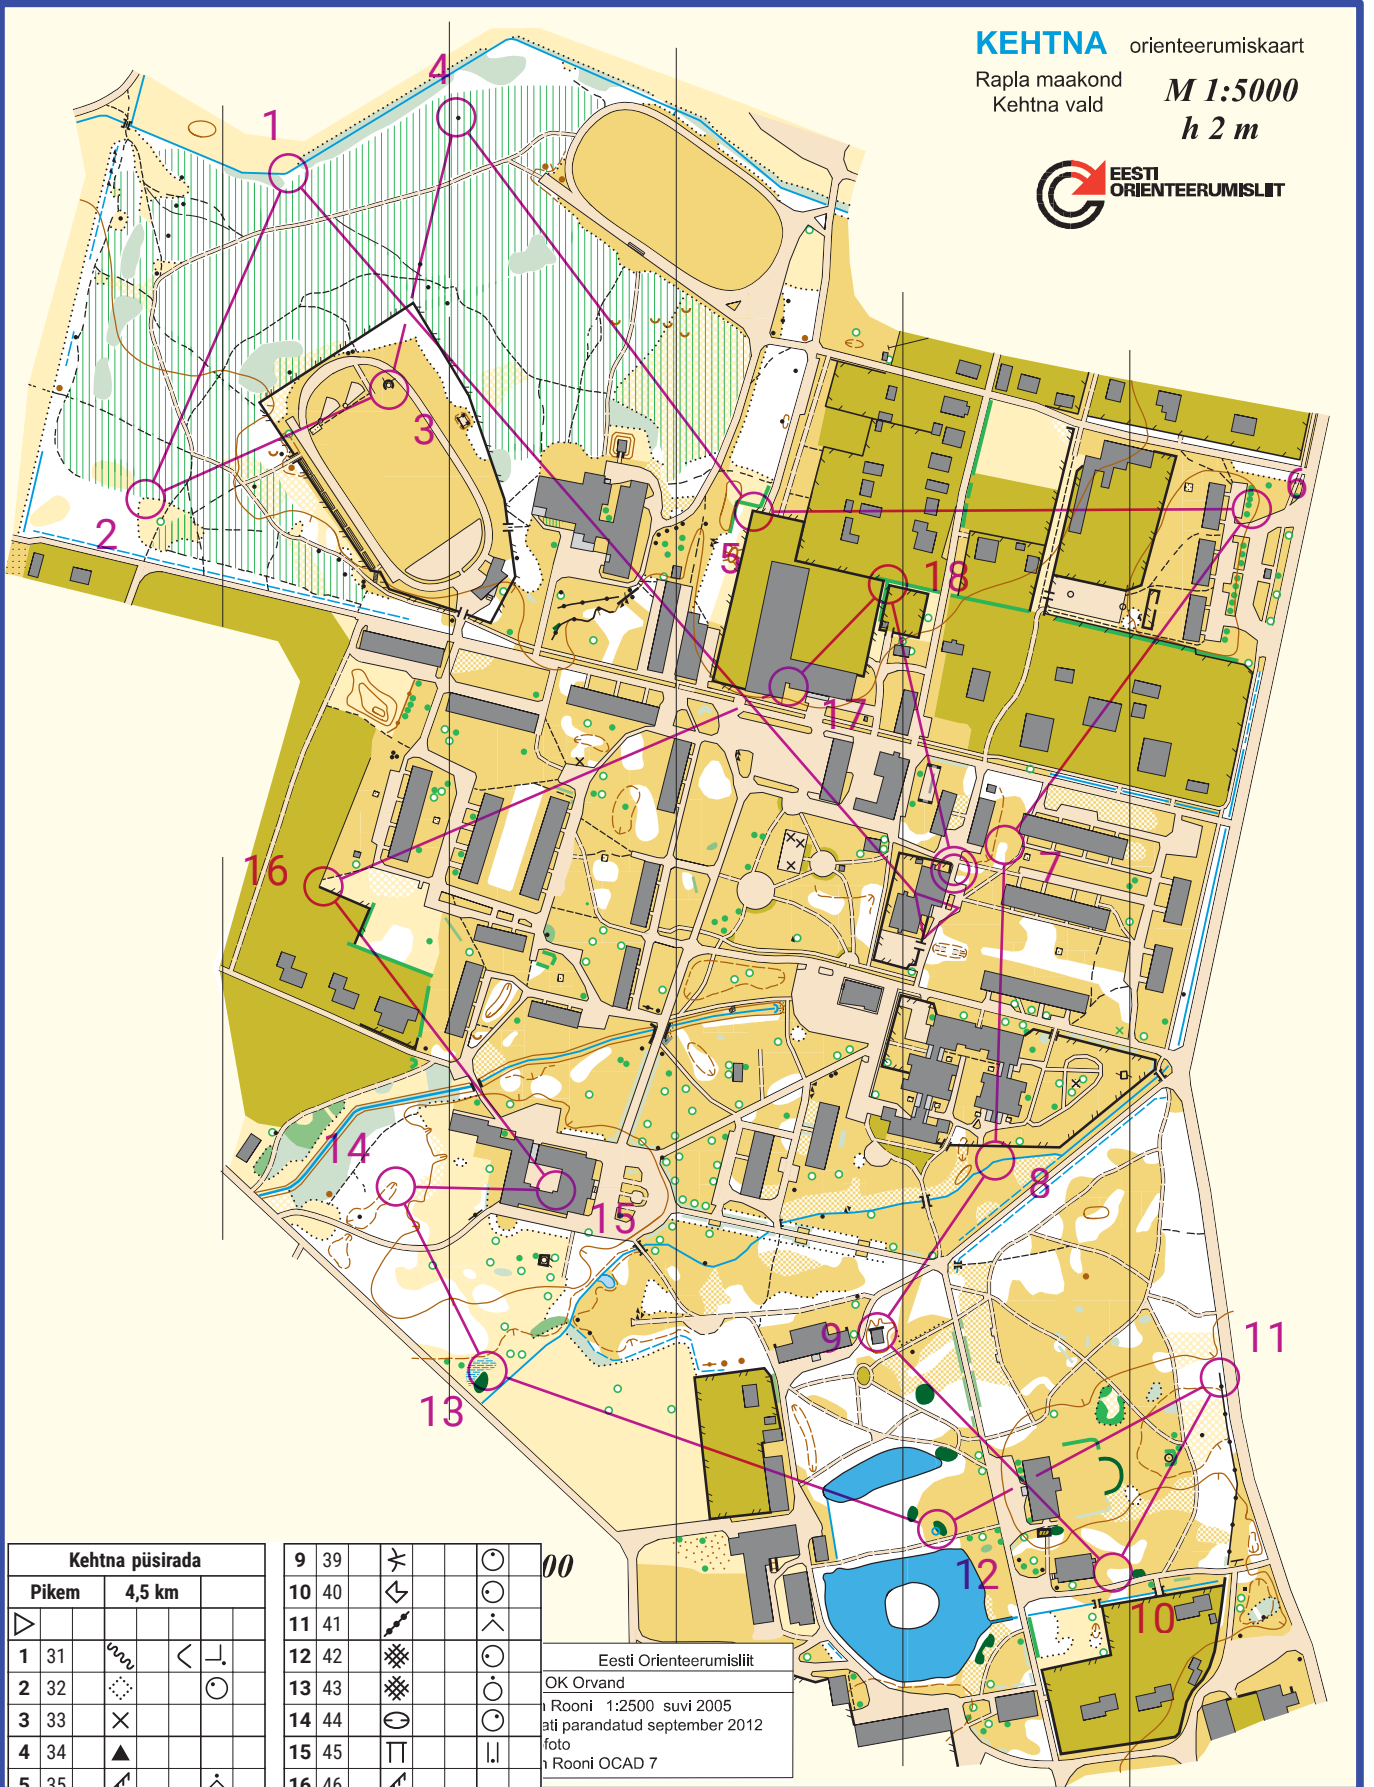 KEHTNA orienteerumiskaart
Rapla maakond
Kehtna vald
M 1:5000
h 2 m
EESTI
ORIENTEERUMISLIIT
1
4
3
2
5
6
18
17
16
7
14
15
8
9
11
13
12
10
00
Kehtna püsirada
Pikem 4,5 km
1 31
2 32
3 33
4 34
5 35
9 39
10 40
11 41
12 42
13 43
14 44
15 45
16 46
Eesti Orienteerumisliit
OK Orvand
Rooni 1:2500 suvi 2005
ati parandatud september 2012
foto
Rooni OCAD 7